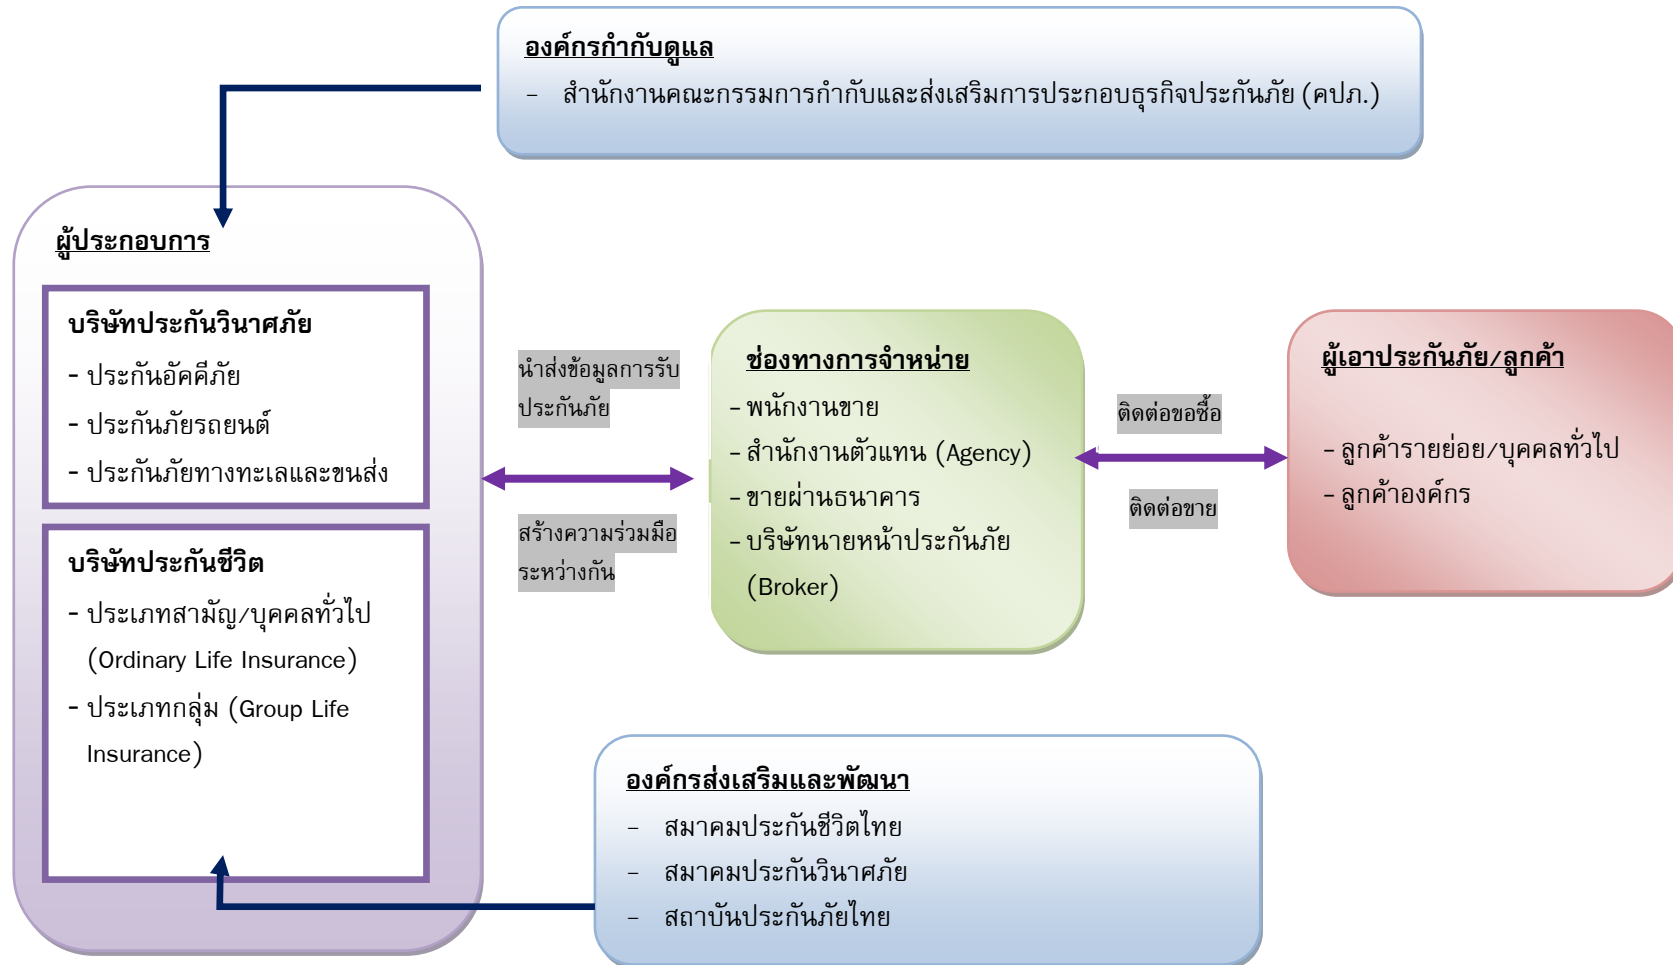 องค์กรกำกับดูแล
– สำนักงานคณะกรรมการกำกับและส่งเสริมการประกอบธุรกิจประกันภัย (คปภ.)
ผู้ประกอบการ
บริษัทประกันวินาศภัย
- ประกันอัคคีภัย
- ประกันภัยรถยนต์
- ประกันภัยทางทะเลและขนส่ง
บริษัทประกันชีวิต
- ประเภทสามัญ/บุคคลทั่วไป
(Ordinary Life Insurance)
- ประเภทกลุ่ม (Group Life
Insurance)
นำส่งข้อมูลการรับ
ประกันภัย
สร้างความร่วมมือ
ระหว่างกัน
ช่องทางการจำหน่าย
- พนักงานขาย
- สำนักงานตัวแทน (Agency)
- ขายผ่านธนาคาร
- บริษัทนายหน้าประกันภัย
(Broker)
ติดต่อขอซื้อ
ติดต่อขาย
ผู้เอาประกันภัย/ลูกค้า
- ลูกค้ารายย่อย/บุคคลทั่วไป
- ลูกค้าองค์กร
องค์กรส่งเสริมและพัฒนา
– สมาคมประกันชีวิตไทย
– สมาคมประกันวินาศภัย
– สถาบันประกันภัยไทย